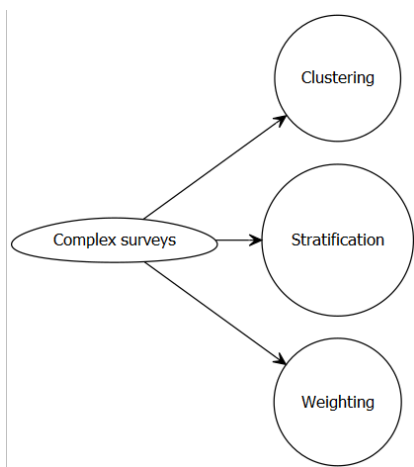 Clustering
Complex surveys
Stratification
Weighting